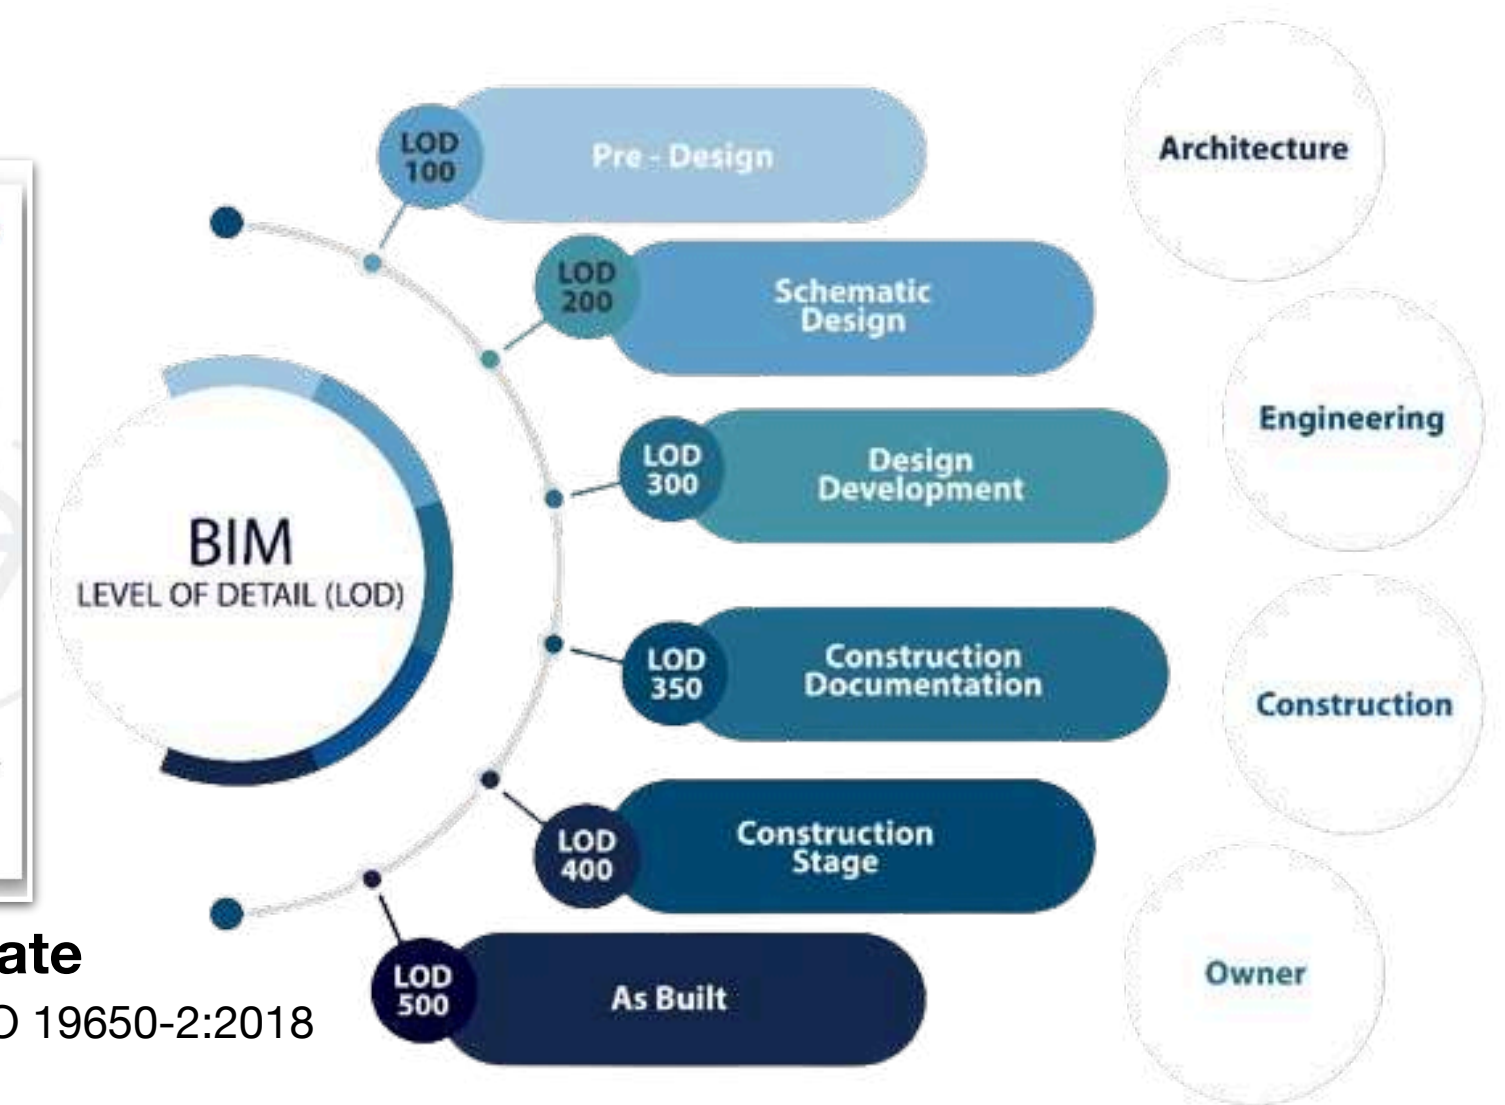 LOD
100
Pre - Design
LOD
200
Schematic
Design
LOD
300
Design
Development
BIM
LEVEL OF DETAIL (LOD)
LOD
350
Construction
Documentation
LOD
400
Construction
Stage
LOD
500
As Built
Architecture
Engineering
Construction
Owner
ate
O 19650-2:2018